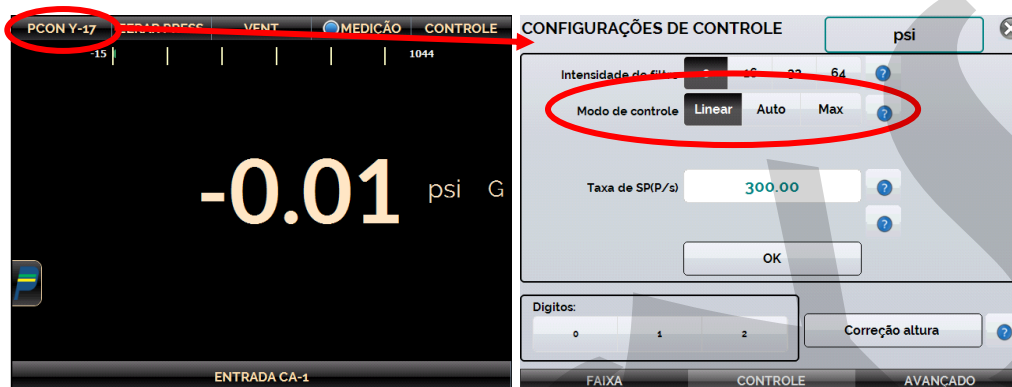 PCON Y-17 GERAR PRESS VENT MEDIÇÃO CONTROLE
-15 1044
-0.01 psi G
ENTRADA CA-1
CONFIGURAÇÕES DE CONTROLE psi
Intensidade do filtro 16 32 64 ?
Modo de controle Linear Auto Max ?
Taxa de SP(P/s) 300.00 ?
?
OK
Digitos:
0 1 2
Correção altura ?
FAIXA CONTROLE AVANÇADO